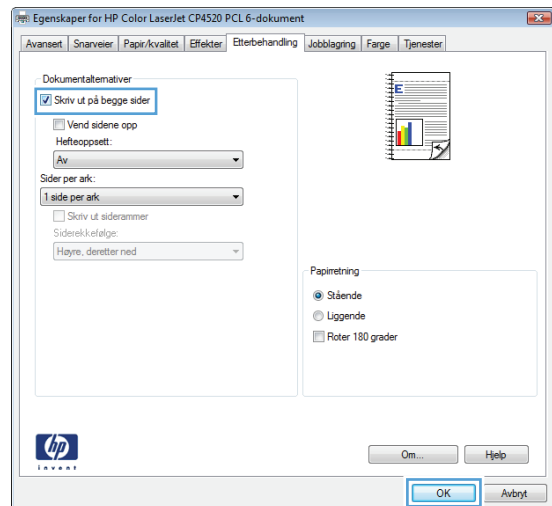 Egenskaper for HP Color LaserJet CP4520 PCL 6-dokument
Avansert Snarveier Papir/kvalitet Effekter Etterbehandling Jobblagring Farge Tjenester
Dokumentalternativer
Skriv ut på begge sider
Vend sidene opp
Hefteoppsett:
Av
Sider per ark:
1 side per ark
Skriv ut siderammer
Siderekkefølge:
Høyre, deretter ned
E
Papirretning
Stående
Liggende
Roter 180 grader
hp
invent
Om... Hjelp
OK Avbryt